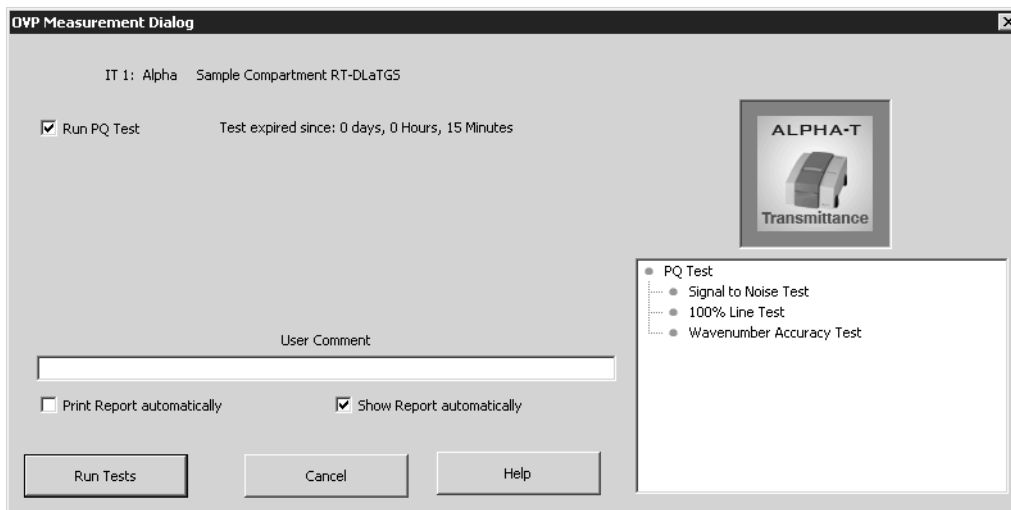 OVP Measurement Dialog
IT 1: Alpha Sample Compartment RT-DLaTGS
Run PQ Test Test expired since: 0 days, 0 Hours, 15 Minutes
ALPHA-T
Transmittance
PQ Test
Signal to Noise Test
100% Line Test
Wavenumber Accuracy Test
User Comment
Print Report automatically Show Report automatically
Run Tests Cancel Help